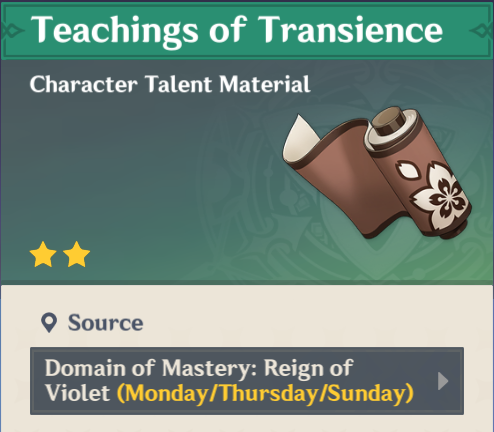 Teachings of Transience
Character Talent Material
Source
Domain of Mastery: Reign of
Violet (Monday/Thursday/Sunday)